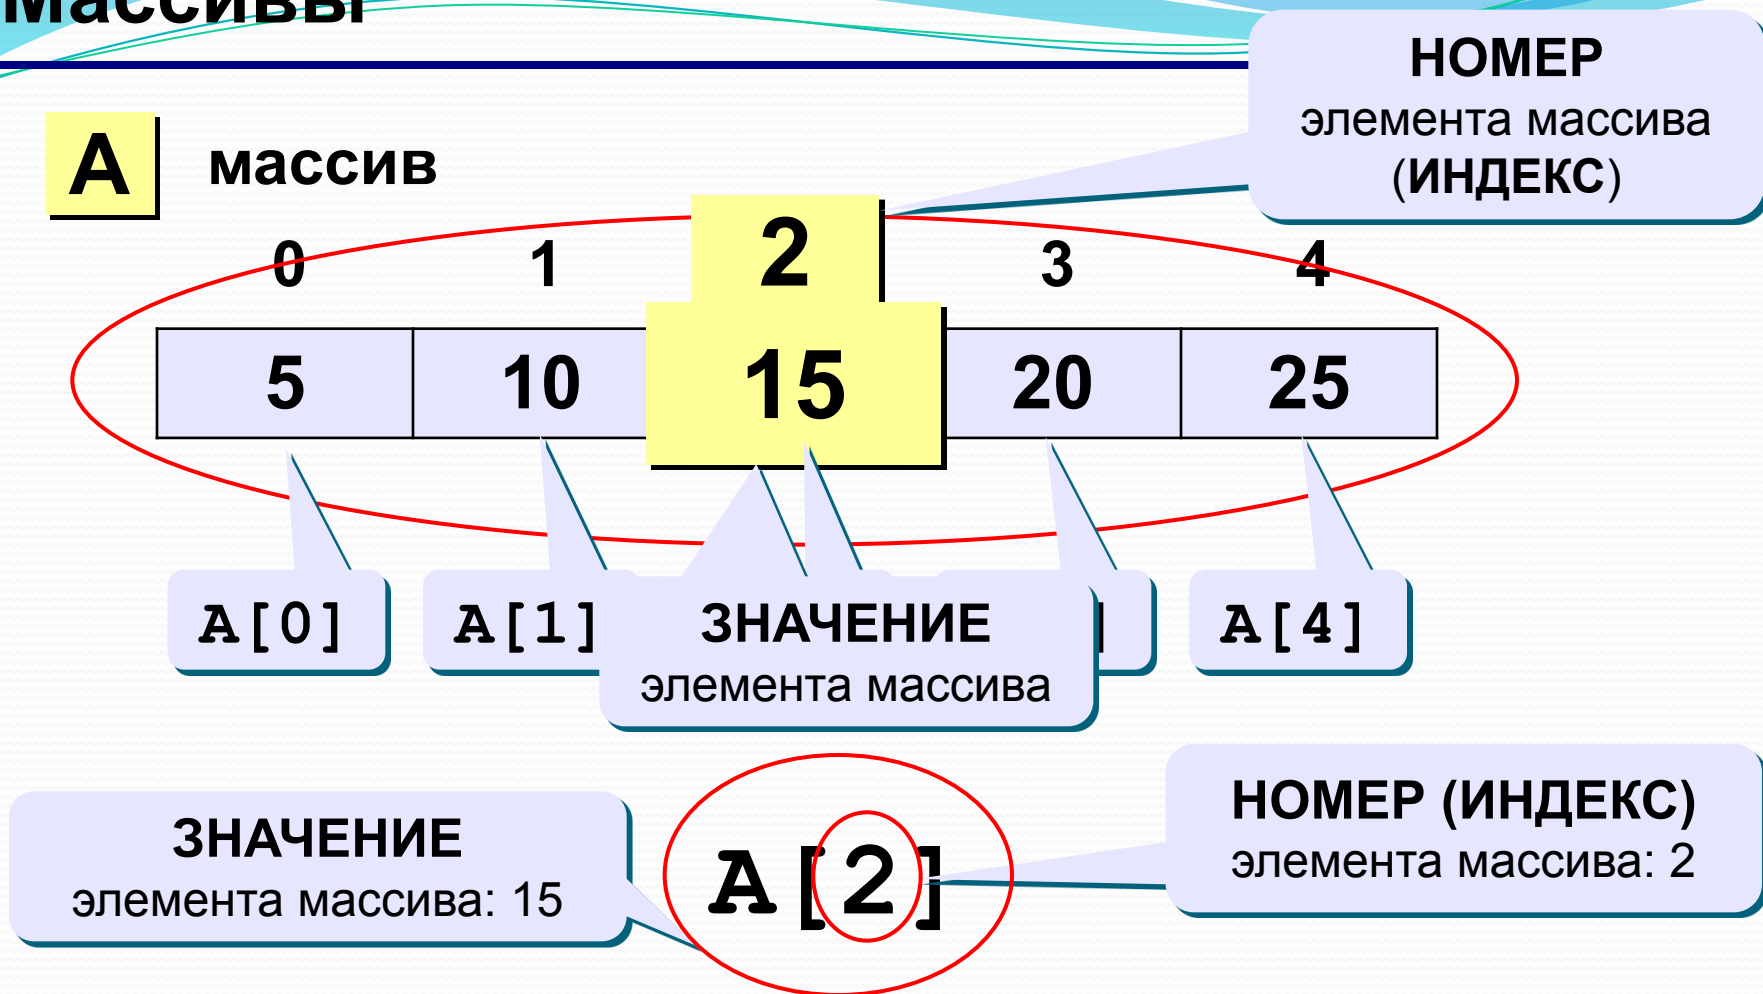 Массивы
НОМЕР
элемента массива
(ИНДЕКС)
A массив
0 1 2 3 4
5 10 15 20 25
A[0] A[1] ] A[4]
ЗНАЧЕНИЕ
элемента массива
НОМЕР (ИНДЕКС)
элемента массива: 2
ЗНАЧЕНИЕ
элемента массива: 15
A[2]